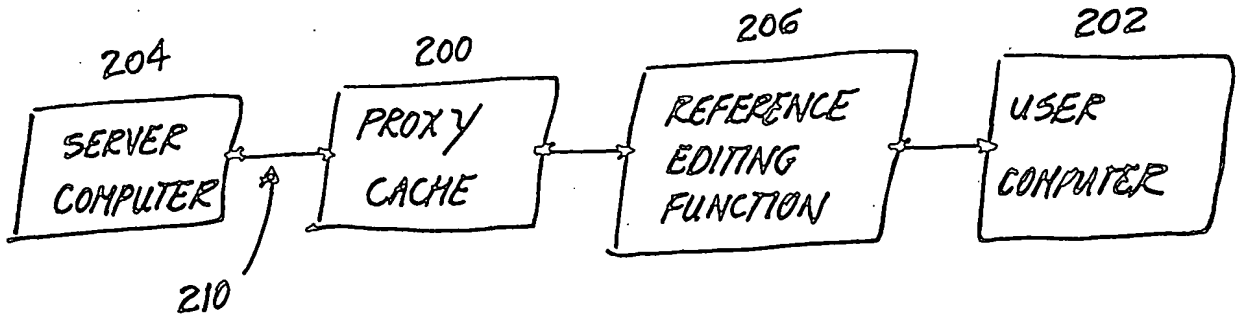 204
200
206
202
SERVER
COMPUTER
PROXY
CACHE
REFERENCE
EDITING
FUNCTION
USER
COMPUTER
210